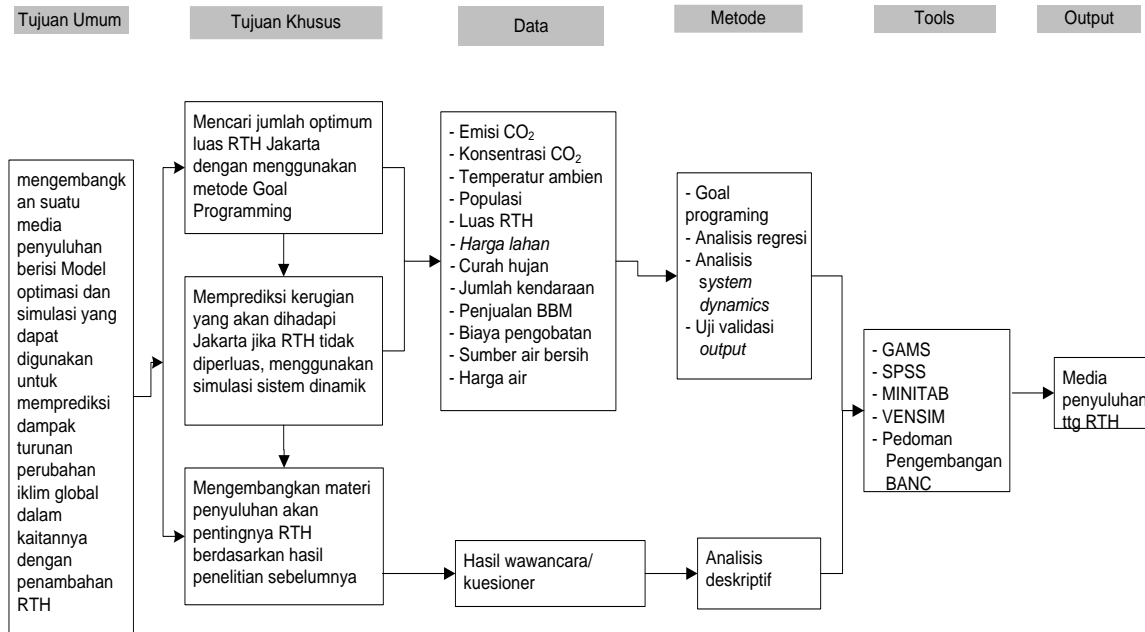 Tujuan Umum
Tujuan Khusus
Data
Metode
Tools
Output
mengembangk
an suatu
media
penyuluhan
berisi Model
optimasi dan
simulasi yang
dapat
digunakan
untuk
memprediksi
dampak
turunan
perubahan
iklim global
dalam
kaitannya
dengan
penambahan
RTH
Mencari jumlah optimum
luas RTH Jakarta
dengan menggunakan
metode Goal
Programming
Memprediksi kerugian
yang akan dihadapi
Jakarta jika RTH tidak
diperluas, menggunakan
simulasi sistem dinamik
Mengembangkan materi
penyuluhan akan
pentingnya RTH
berdasarkan hasil
penelitian sebelumnya
- Emisi CO₂
- Konsentrasi CO₂
- Temperatur ambien
- Populasi
- Luas RTH
- Harga lahan
- Curah hujan
- Jumlah kendaraan
- Penjualan BBM
- Biaya pengobatan
- Sumber air bersih
- Harga air
Hasil wawancara/
kuesioner
- Goal
programing
- Analisis regresi
- Analisis
system
dynamics
- Uji validasi
output
Analisis
deskriptif
- GAMS
- SPSS
- MINITAB
- VENSIM
- Pedoman
Pengembangan
BANC
Media
penyuluhan
ttg RTH